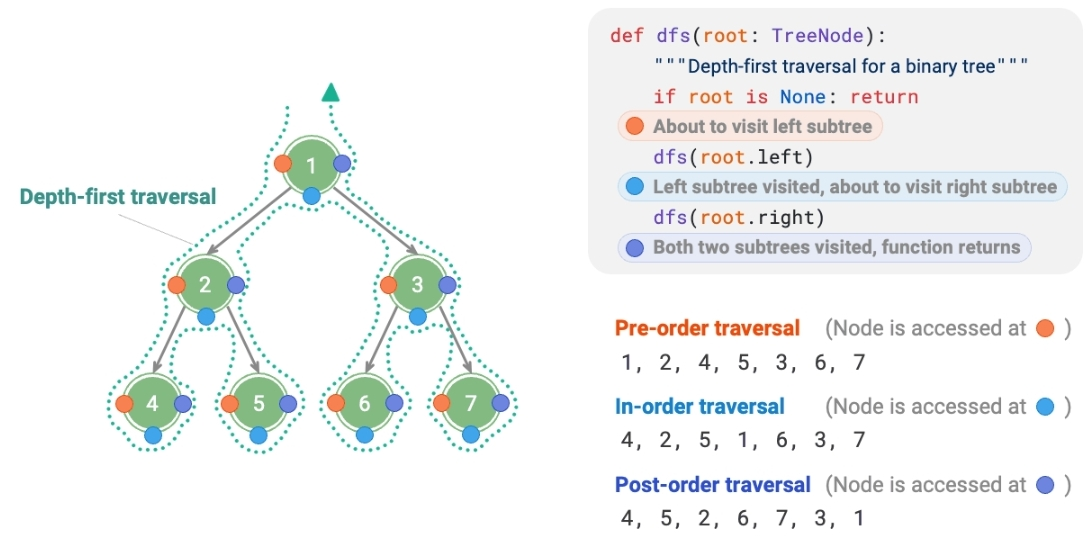 Depth-first traversal
1
2
3
4
5
6
7
def dfs(root: TreeNode):
"""Depth-first traversal for a binary tree"""
if root is None: return
About to visit left subtree
dfs(root.left)
Left subtree visited, about to visit right subtree
dfs(root.right)
Both two subtrees visited, function returns
Pre-order traversal (Node is accessed at )
1, 2, 4, 5, 3, 6, 7
In-order traversal (Node is accessed at )
4, 2, 5, 1, 6, 3, 7
Post-order traversal (Node is accessed at )
4, 5, 2, 6, 7, 3, 1